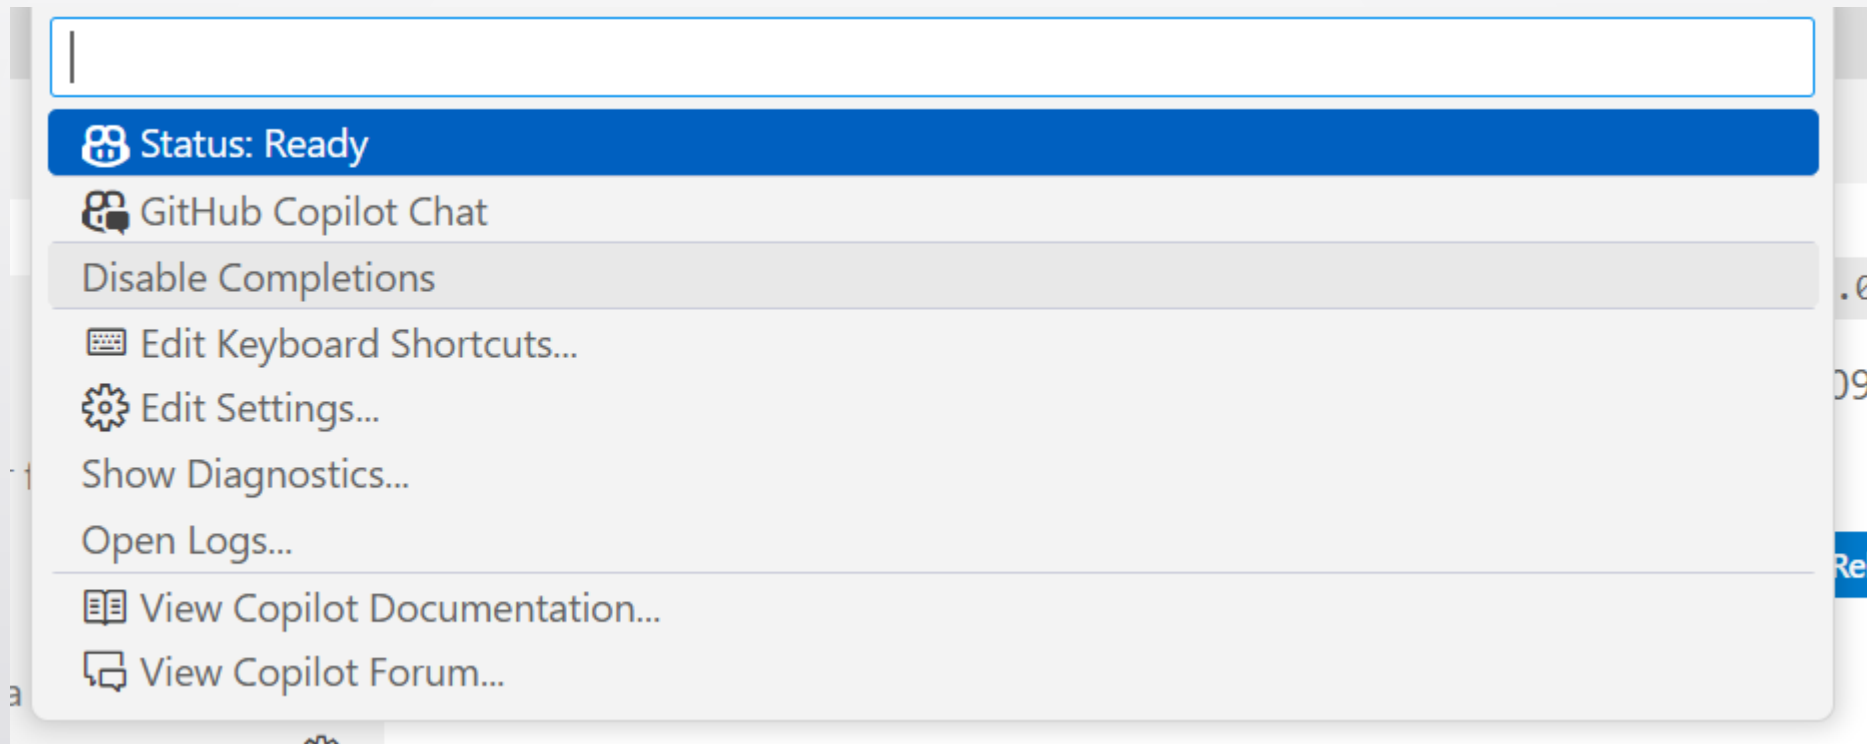 Status: Ready
GitHub Copilot Chat
Disable Completions
Edit Keyboard Shortcuts...
Edit Settings...
Show Diagnostics...
Open Logs...
View Copilot Documentation...
View Copilot Forum...